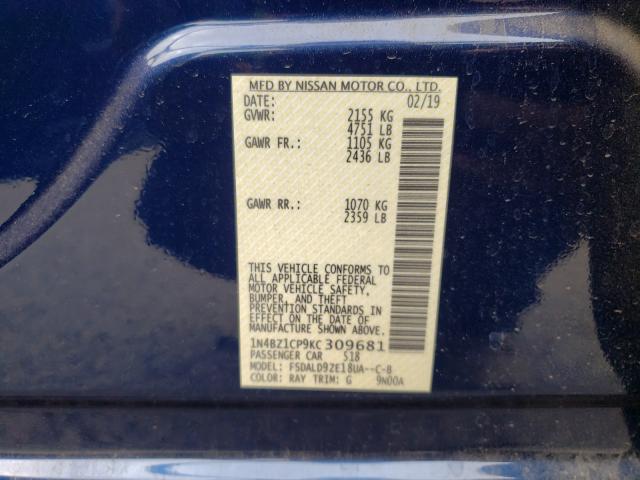 MFD BY NISSAN MOTOR CO., LTD.
DATE: 02/19
GVWR: 2155 KG
4751 LB
GAWR FR.: 1105 KG
2436 LB
GAWR RR.: 1070 KG
2359 LB
THIS VEHICLE CONFORMS TO
ALL APPLICABLE FEDERAL
MOTOR VEHICLE SAFETY,
BUMPER, AND THEFT
PREVENTION STANDARDS IN
EFFECT ON THE DATE OF
MANUFACTURE SHOWN ABOVE.
1N4BZ1CP9KC309681
PASSENGER CAR S18
MODEL: FSDALD9ZE18UA--C-B
COLOR: RAY TRIM: G 9N00A